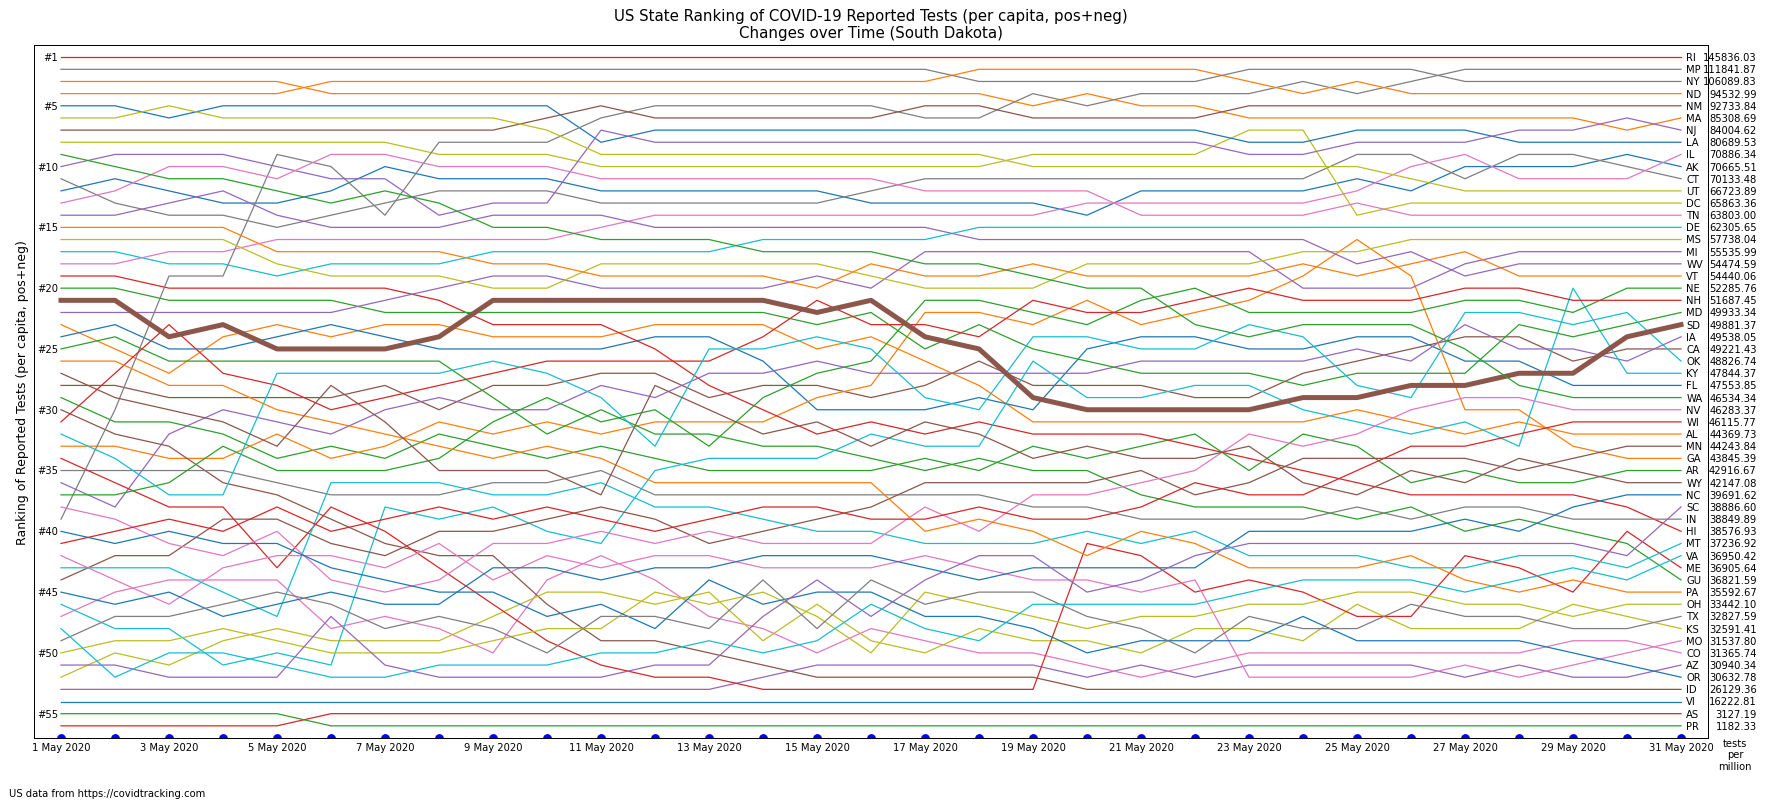 US State Ranking of COVID-19 Reported Tests (per capita, pos+neg)
Changes over Time (South Dakota)
Ranking of Reported Tests (per capita, pos+neg)
#1
#5
#10
#15
#20
#25
#30
#35
#40
#45
#50
#55
RI 145836.03
MP 111841.87
NY 106089.83
ND 94532.99
NM 92733.84
MA 85308.69
NJ 84004.62
LA 80689.53
IL 70886.34
AK 70665.51
CT 70133.48
UT 66723.89
DC 65863.36
TN 63803.00
DE 62305.65
MS 57738.04
MI 55535.99
WV 54474.59
VT 54440.06
NE 52285.76
NH 51687.45
MD 49933.34
SD 49881.37
IA 49538.05
CA 49221.43
OK 48826.74
KY 47844.37
FL 47553.85
WA 46534.34
NV 46283.37
WI 46115.77
AL 44369.73
MN 44243.84
GA 43845.39
AR 42916.67
WY 42147.08
NC 39691.62
SC 38886.60
IN 38849.89
HI 38576.93
MT 37236.92
VA 36950.42
ME 36905.64
GU 36821.59
PA 35592.67
OH 33442.10
TX 32827.59
KS 32591.41
MO 31537.80
CO 31365.74
AZ 30940.34
OR 30632.78
ID 26129.36
VI 16222.81
AS 3127.19
PR 1182.33
1 May 2020 3 May 2020 5 May 2020 7 May 2020 9 May 2020 11 May 2020 13 May 2020 15 May 2020 17 May 2020 19 May 2020 21 May 2020 23 May 2020 25 May 2020 27 May 2020 29 May 2020 31 May 2020
tests
per
million
US data from https://covidtracking.com